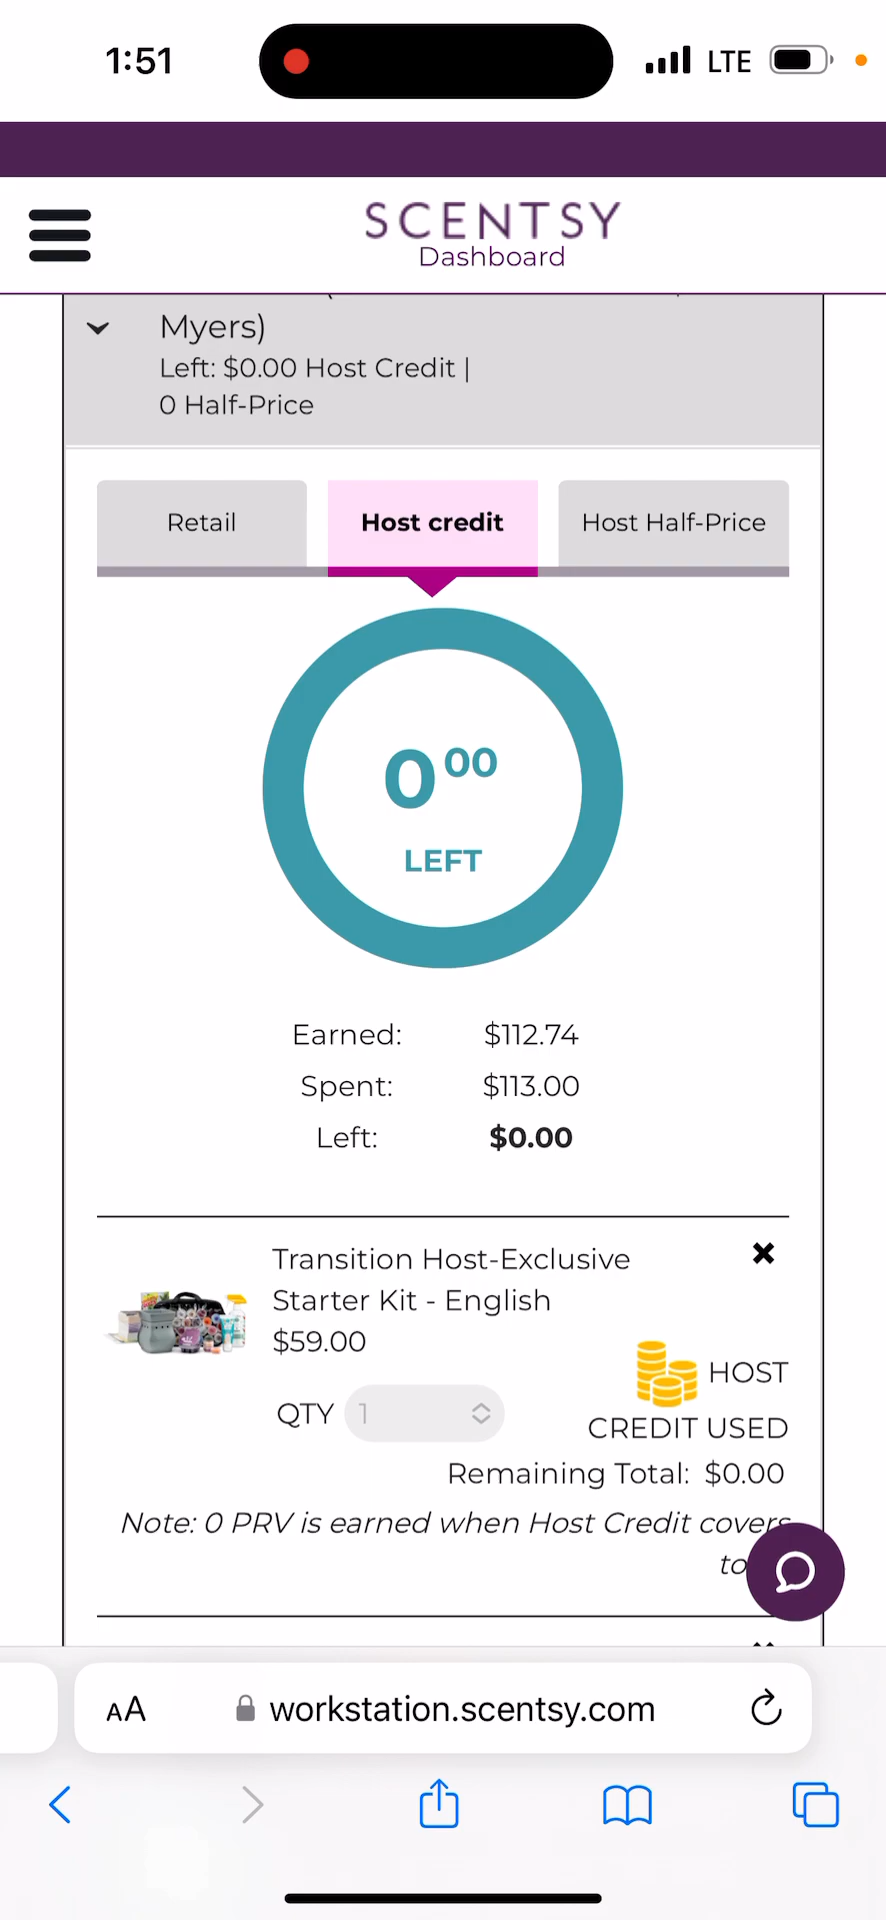 1:51
LTE
SCENTSY
Dashboard
Myers)
Left: $0.00 Host Credit |
0 Half-Price
Retail
Host credit
Host Half-Price
0 00
LEFT
Earned: $112.74
Spent: $113.00
Left: $0.00
Transition Host-Exclusive
Starter Kit - English
$59.00
HOST
QTY 1
CREDIT USED
Remaining Total: $0.00
Note: 0 PRV is earned when Host Credit covers
AA
workstation.scentsy.com